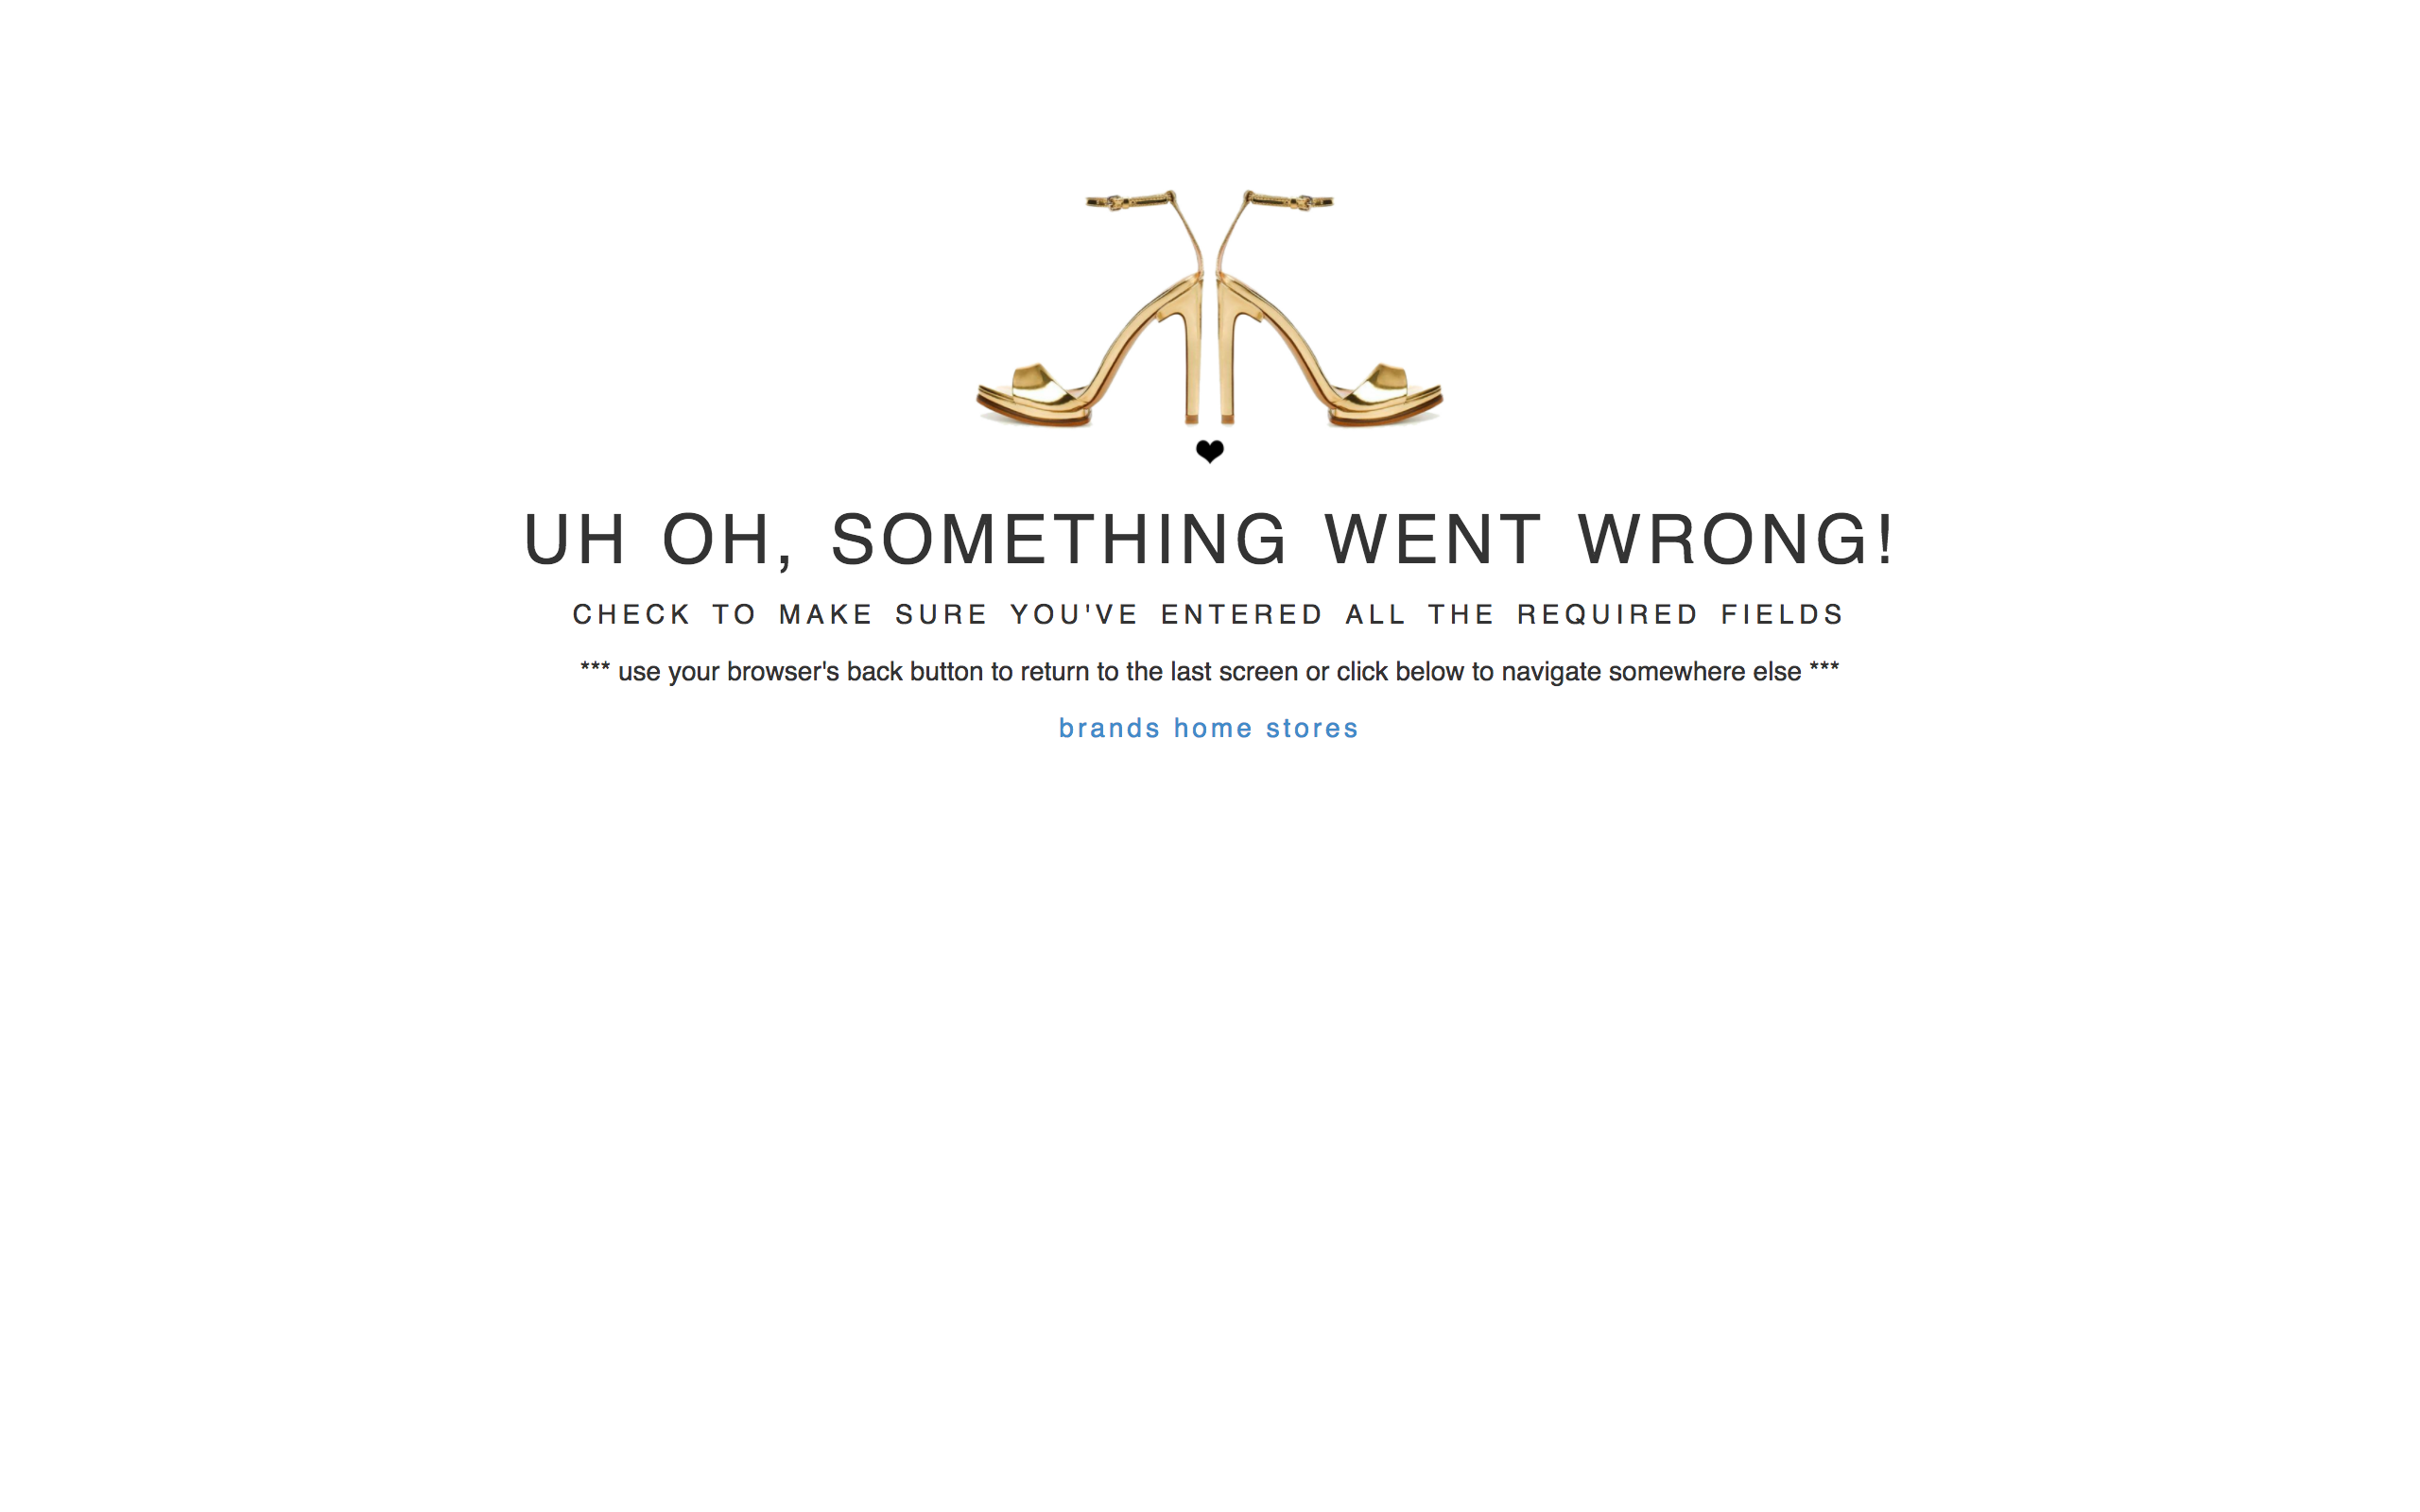 UH OH, SOMETHING WENT WRONG!
CHECK TO MAKE SURE YOU'VE ENTERED ALL THE REQUIRED FIELDS
*** use your browser's back button to return to the last screen or click below to navigate somewhere else ***
brands home stores